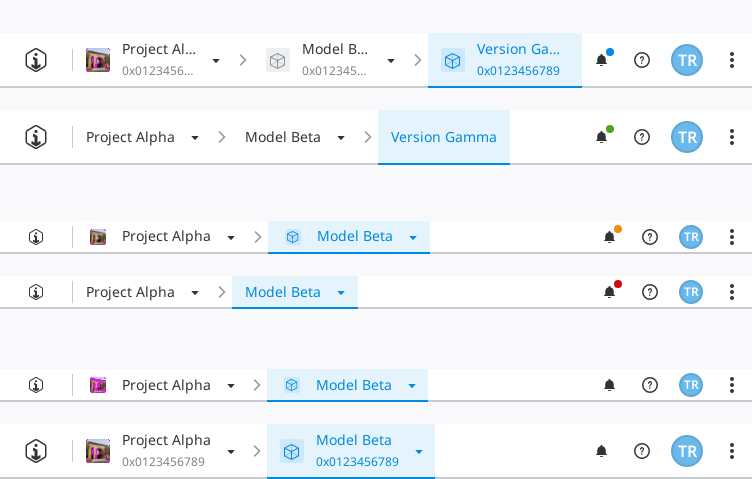 Project Al... Model B... Version Ga... TR
0x0123456... 0x012345... 0x0123456789
Project Alpha Model Beta Version Gamma TR
Project Alpha Model Beta TR
Project Alpha Model Beta TR
Project Alpha Model Beta TR
Project Alpha Model Beta TR
0x0123456789 0x0123456789